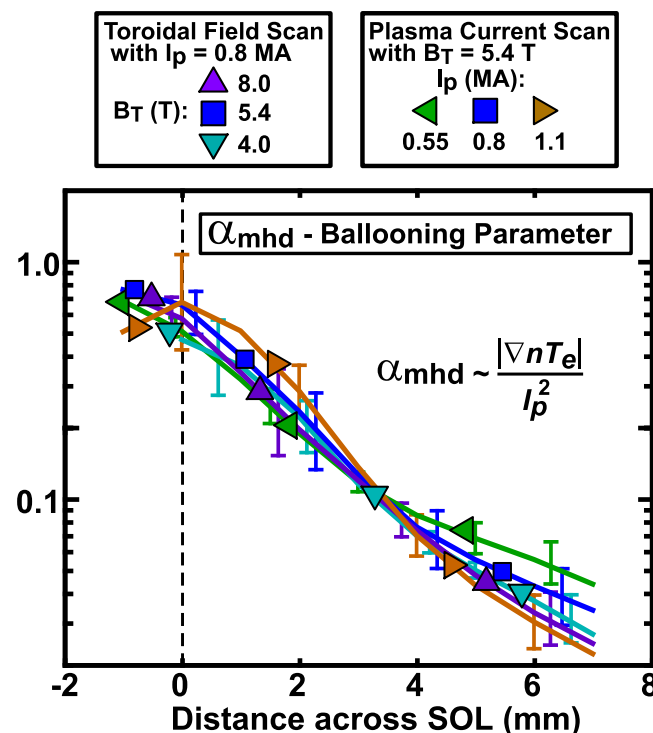 Toroidal Field Scan
with Ip = 0.8 MA
8.0
BT (T): 5.4
4.0
Plasma Current Scan
with BT = 5.4 T
Ip (MA):
0.55 0.8 1.1
αmhd - Ballooning Parameter
αmhd ~ |∇nTe|
Ip2
1.0
0.1
-2 0 2 4 6 8
Distance across SOL (mm)